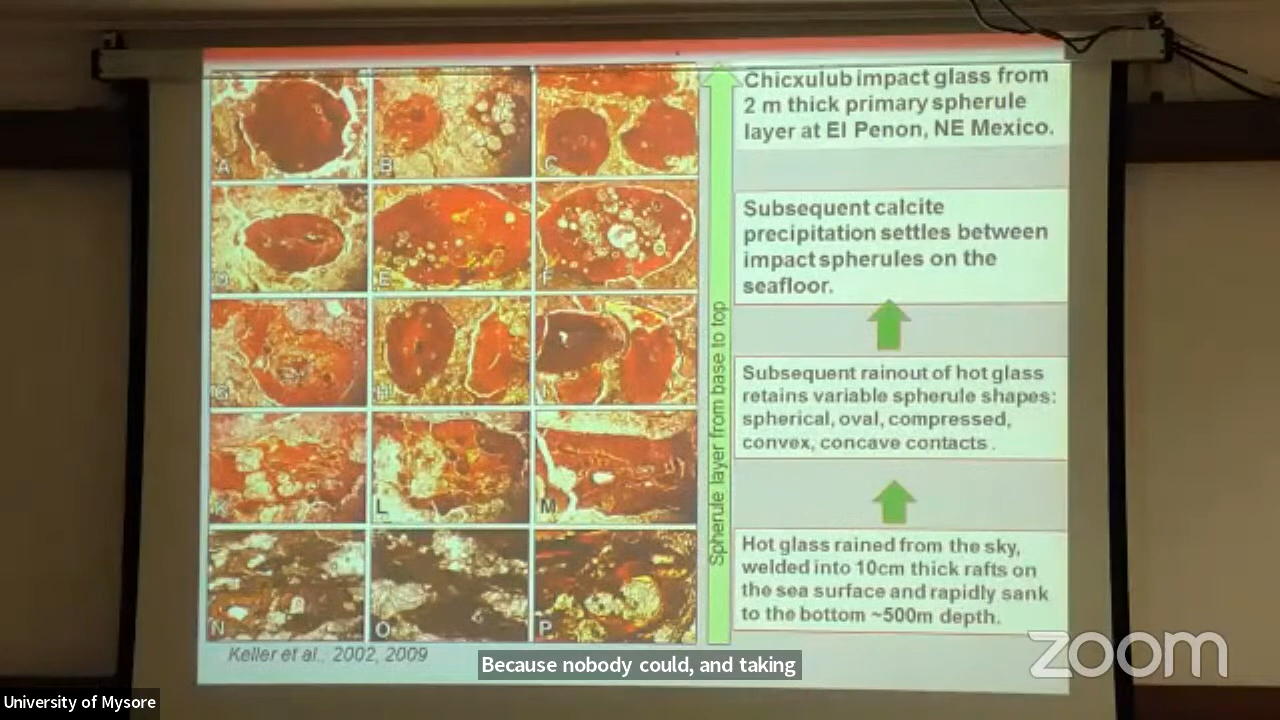 Chicxulub impact glass from
2 m thick primary spherule
layer at El Penon, NE Mexico.
Subsequent calcite
precipitation settles between
impact spherules on the
seafloor.
Subsequent rainout of hot glass
retains variable spherule shapes:
spherical, oval, compressed,
convex, concave contacts .
Hot glass rained from the sky,
welded into 10cm thick rafts on
the sea surface and rapidly sank
to the bottom ~500m depth.
Spherule layer from base to top
A
B
C
D
E
F
G
H
I
K
L
M
N
O
P
Keller et al., 2002, 2009
Because nobody could, and taking
zoom
University of Mysore